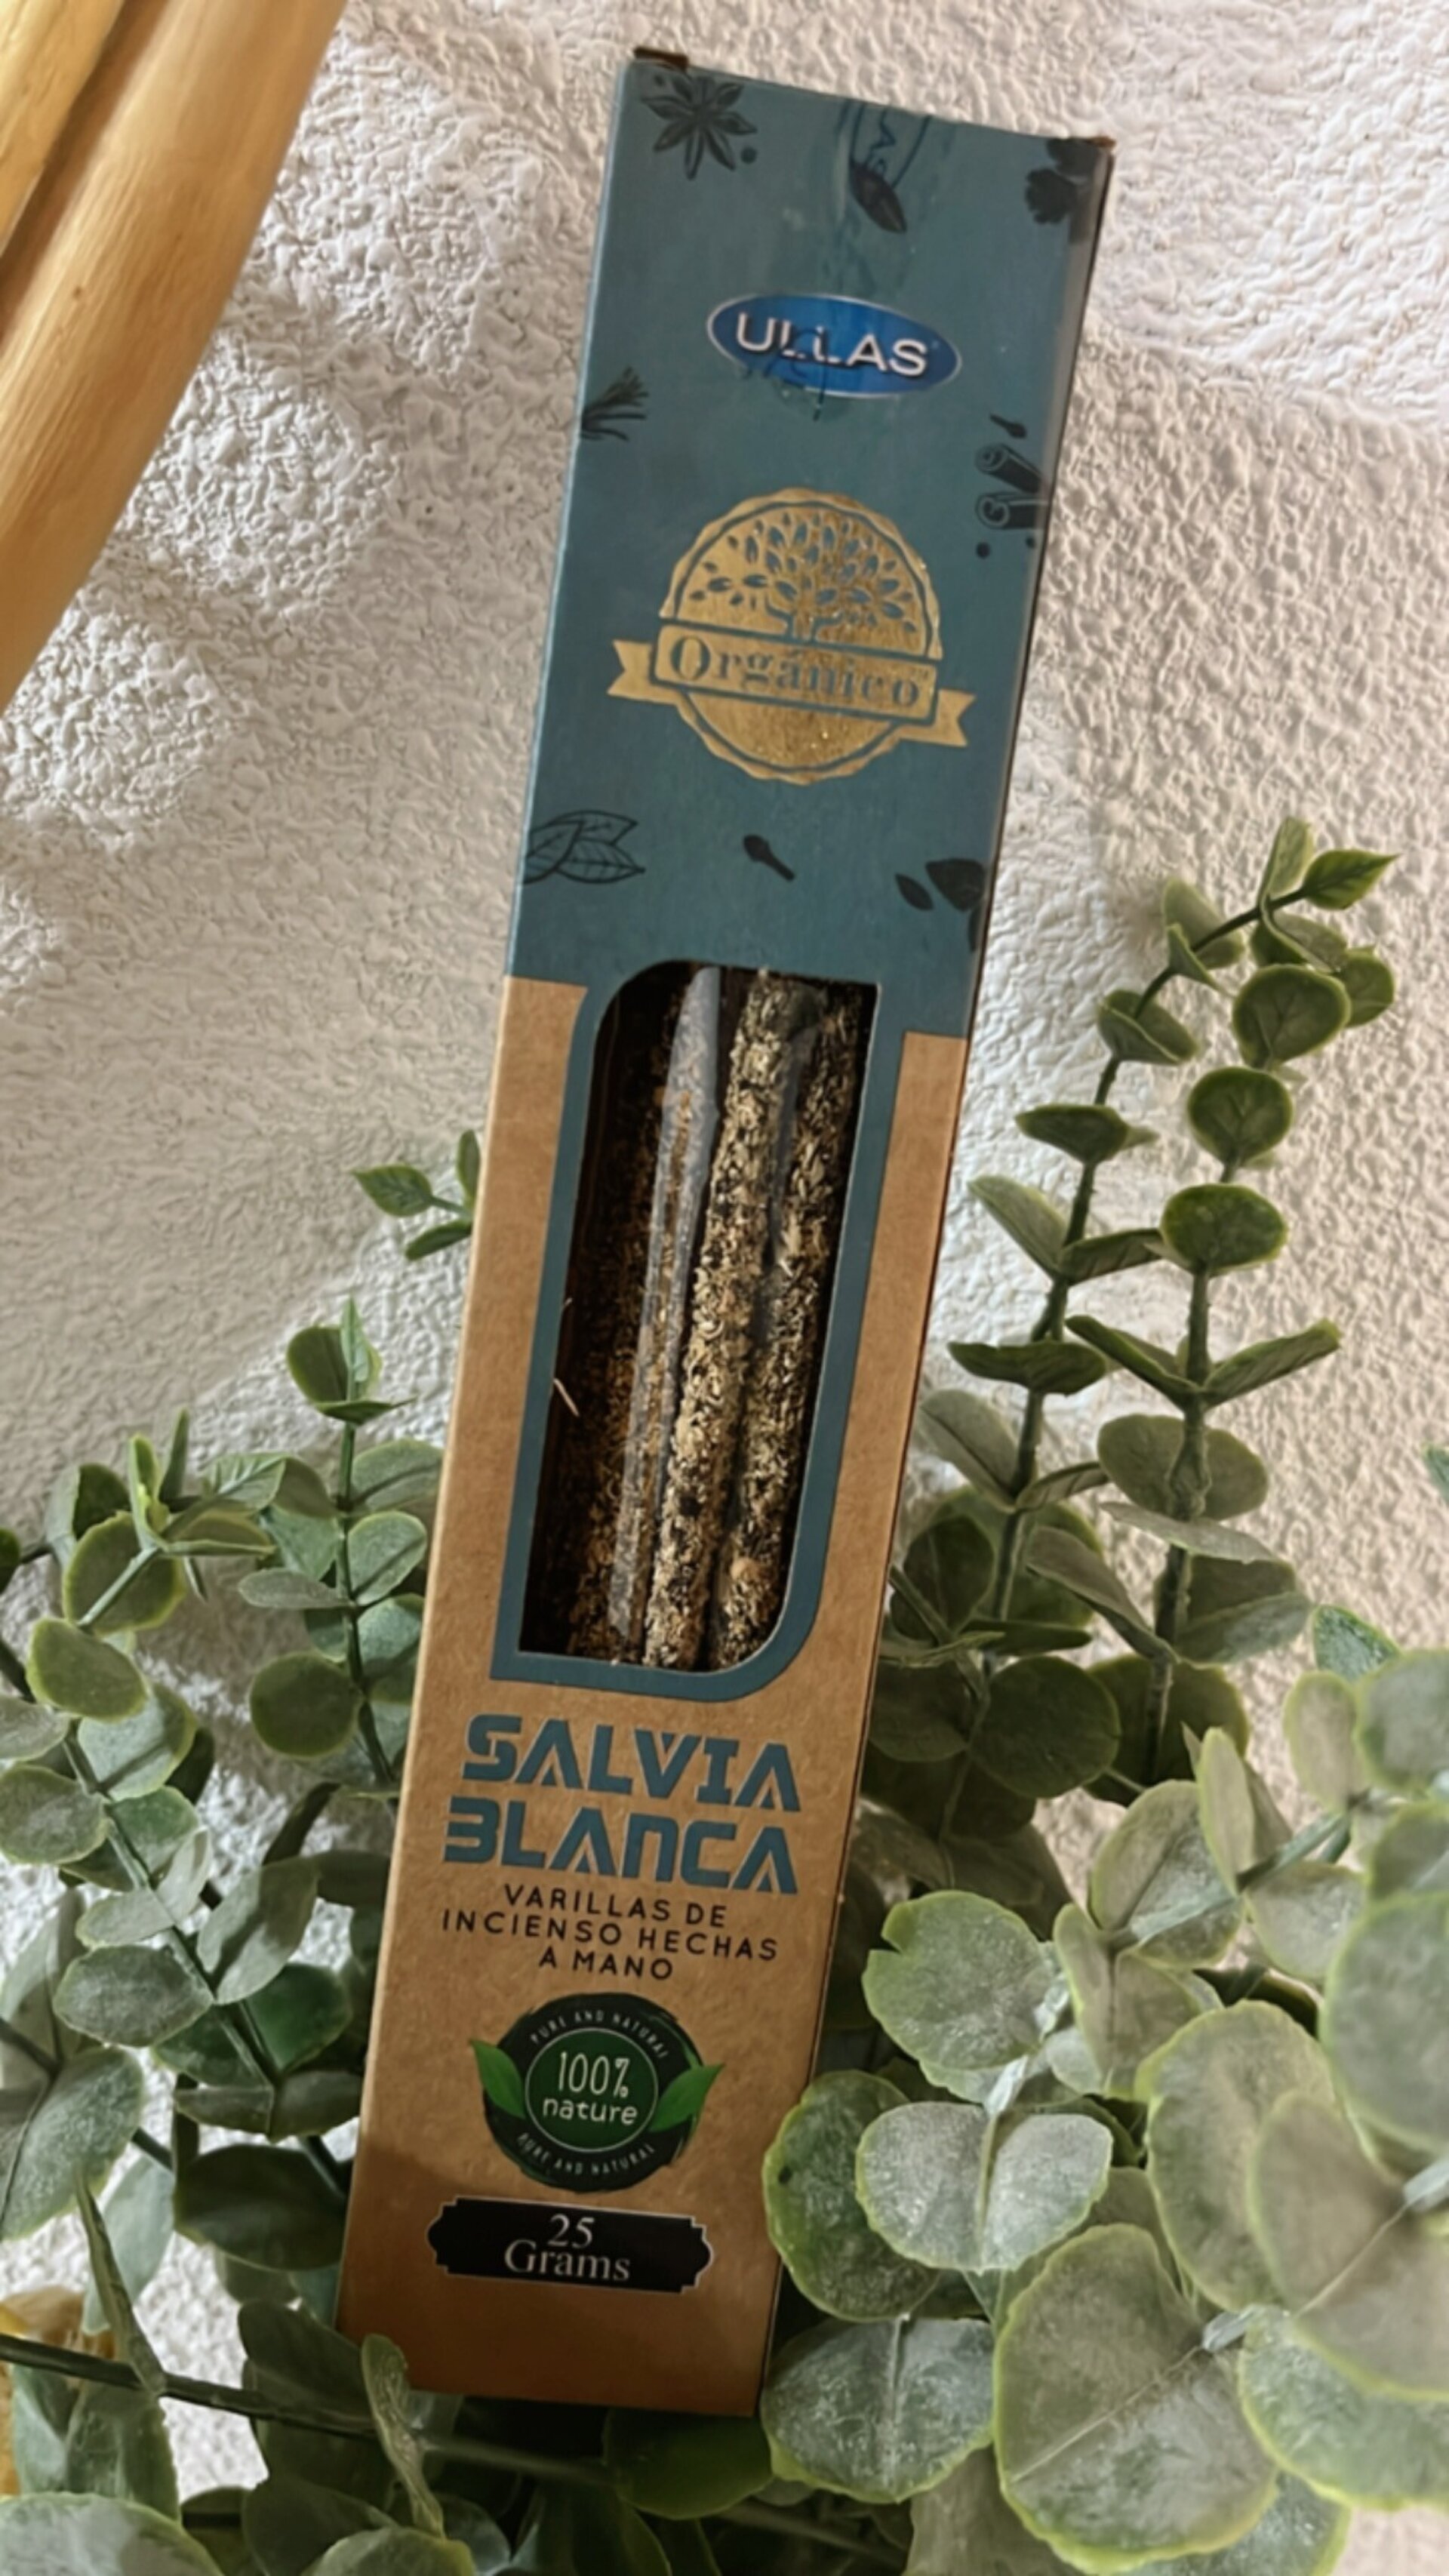 ULLAS
Orgánico
SALVIA
BLANCA
VARILLAS DE
INCIENSO HECHAS
A MANO
PURE AND NATURAL
100%
nature
PURE AND NATURAL
25
Grams